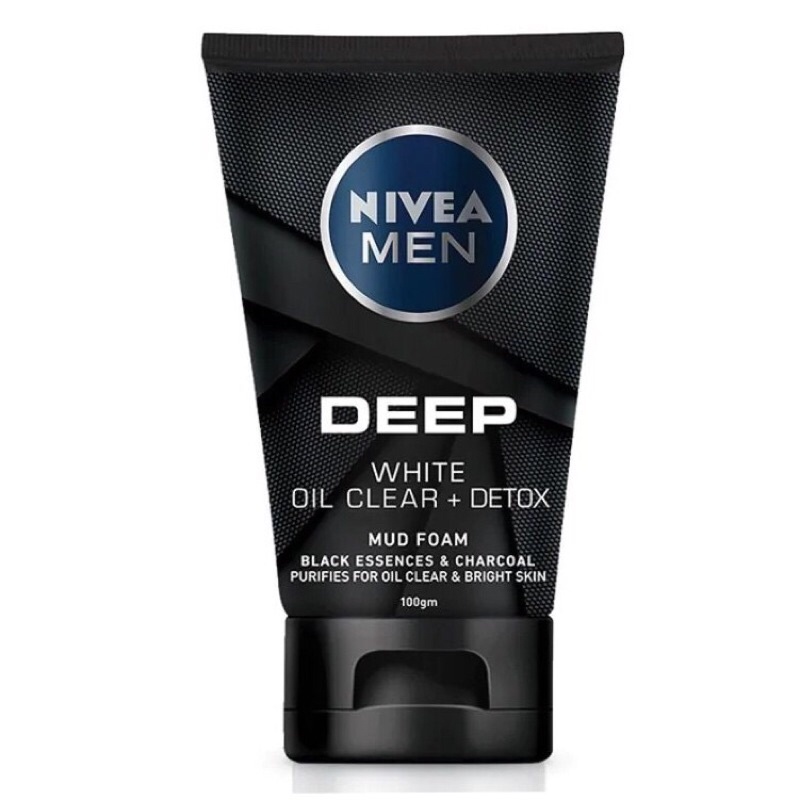 NIVEA
MEN
DEEP
WHITE
OIL CLEAR + DETOX
MUD FOAM
BLACK ESSENCES & CHARCOAL
PURIFIES FOR OIL CLEAR & BRIGHT SKIN
100gm